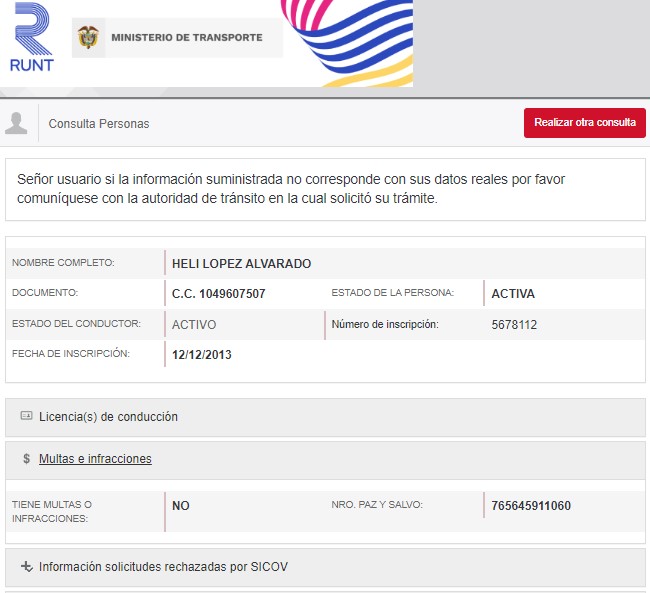 RUNT
MINISTERIO DE TRANSPORTE
Consulta Personas
Realizar otra consulta
Señor usuario si la información suministrada no corresponde con sus datos reales por favor
comuníquese con la autoridad de tránsito en la cual solicitó su trámite.
NOMBRE COMPLETO: HELI LOPEZ ALVARADO
DOCUMENTO: C.C. 1049607507 ESTADO DE LA PERSONA: ACTIVA
ESTADO DEL CONDUCTOR: ACTIVO Número de inscripción: 5678112
FECHA DE INSCRIPCIÓN: 12/12/2013
Licencia(s) de conducción
$ Multas e infracciones
TIENE MULTAS O
INFRACCIONES: NO NRO. PAZ Y SALVO: 765645911060
Información solicitudes rechazadas por SICOV